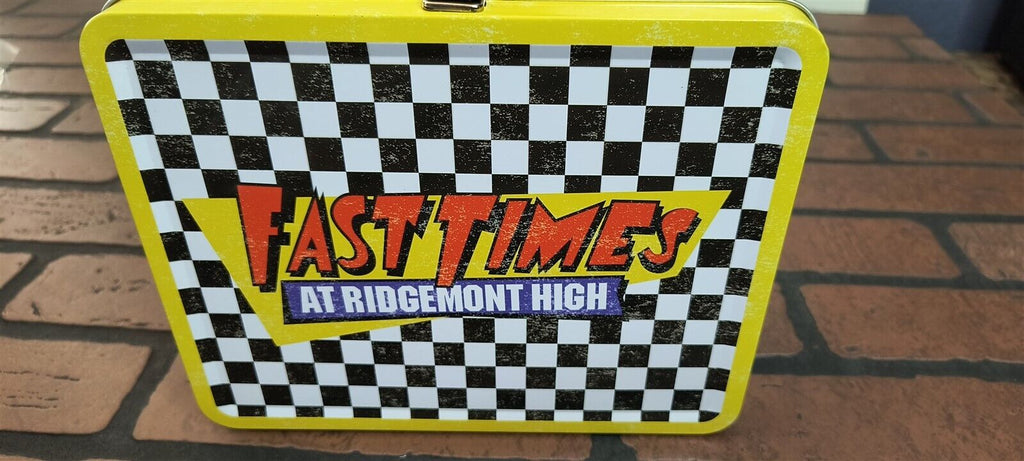 FAST TIMES
AT RIDGEMONT HIGH